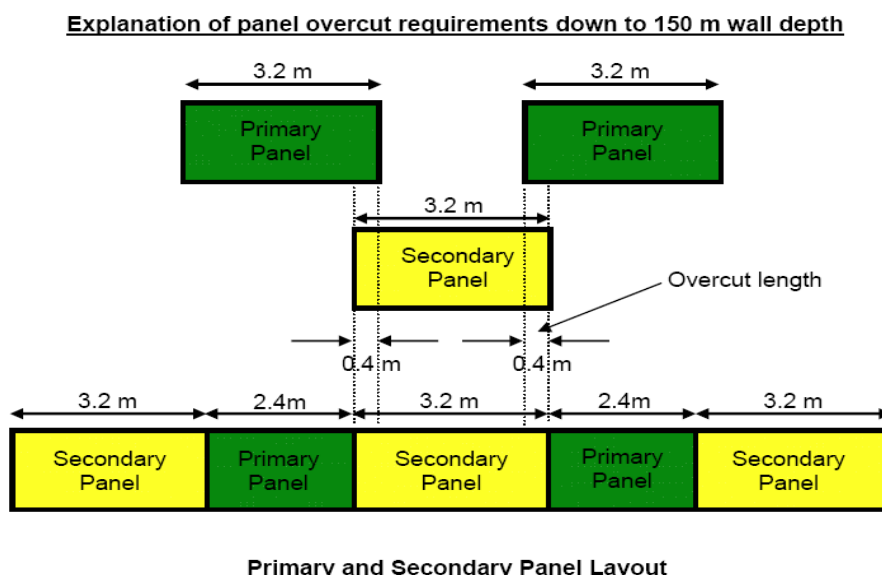 Explanation of panel overcut requirements down to 150 m wall depth
3.2 m
3.2 m
Primary
Panel
Primary
Panel
3.2 m
Secondary
Panel
Overcut length
0.4 m
0.4 m
3.2 m
2.4m
3.2 m
2.4m
3.2 m
Secondary
Panel
Primary
Panel
Secondary
Panel
Primary
Panel
Secondary
Panel
Primary and Secondary Panel Layout